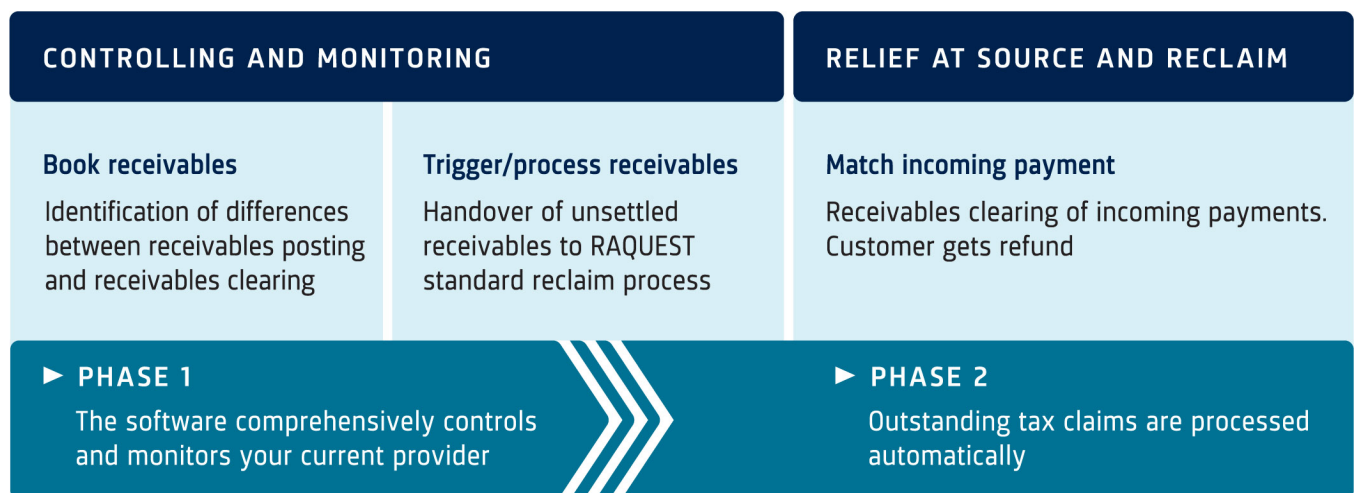 CONTROLLING AND MONITORING
RELIEF AT SOURCE AND RECLAIM
Book receivables
Identification of differences
between receivables posting
and receivables clearing
Trigger/process receivables
Handover of unsettled
receivables to RAQUEST
standard reclaim process
Match incoming payment
Receivables clearing of incoming payments.
Customer gets refund
PHASE 1
The software comprehensively controls
and monitors your current provider
PHASE 2
Outstanding tax claims are processed
automatically